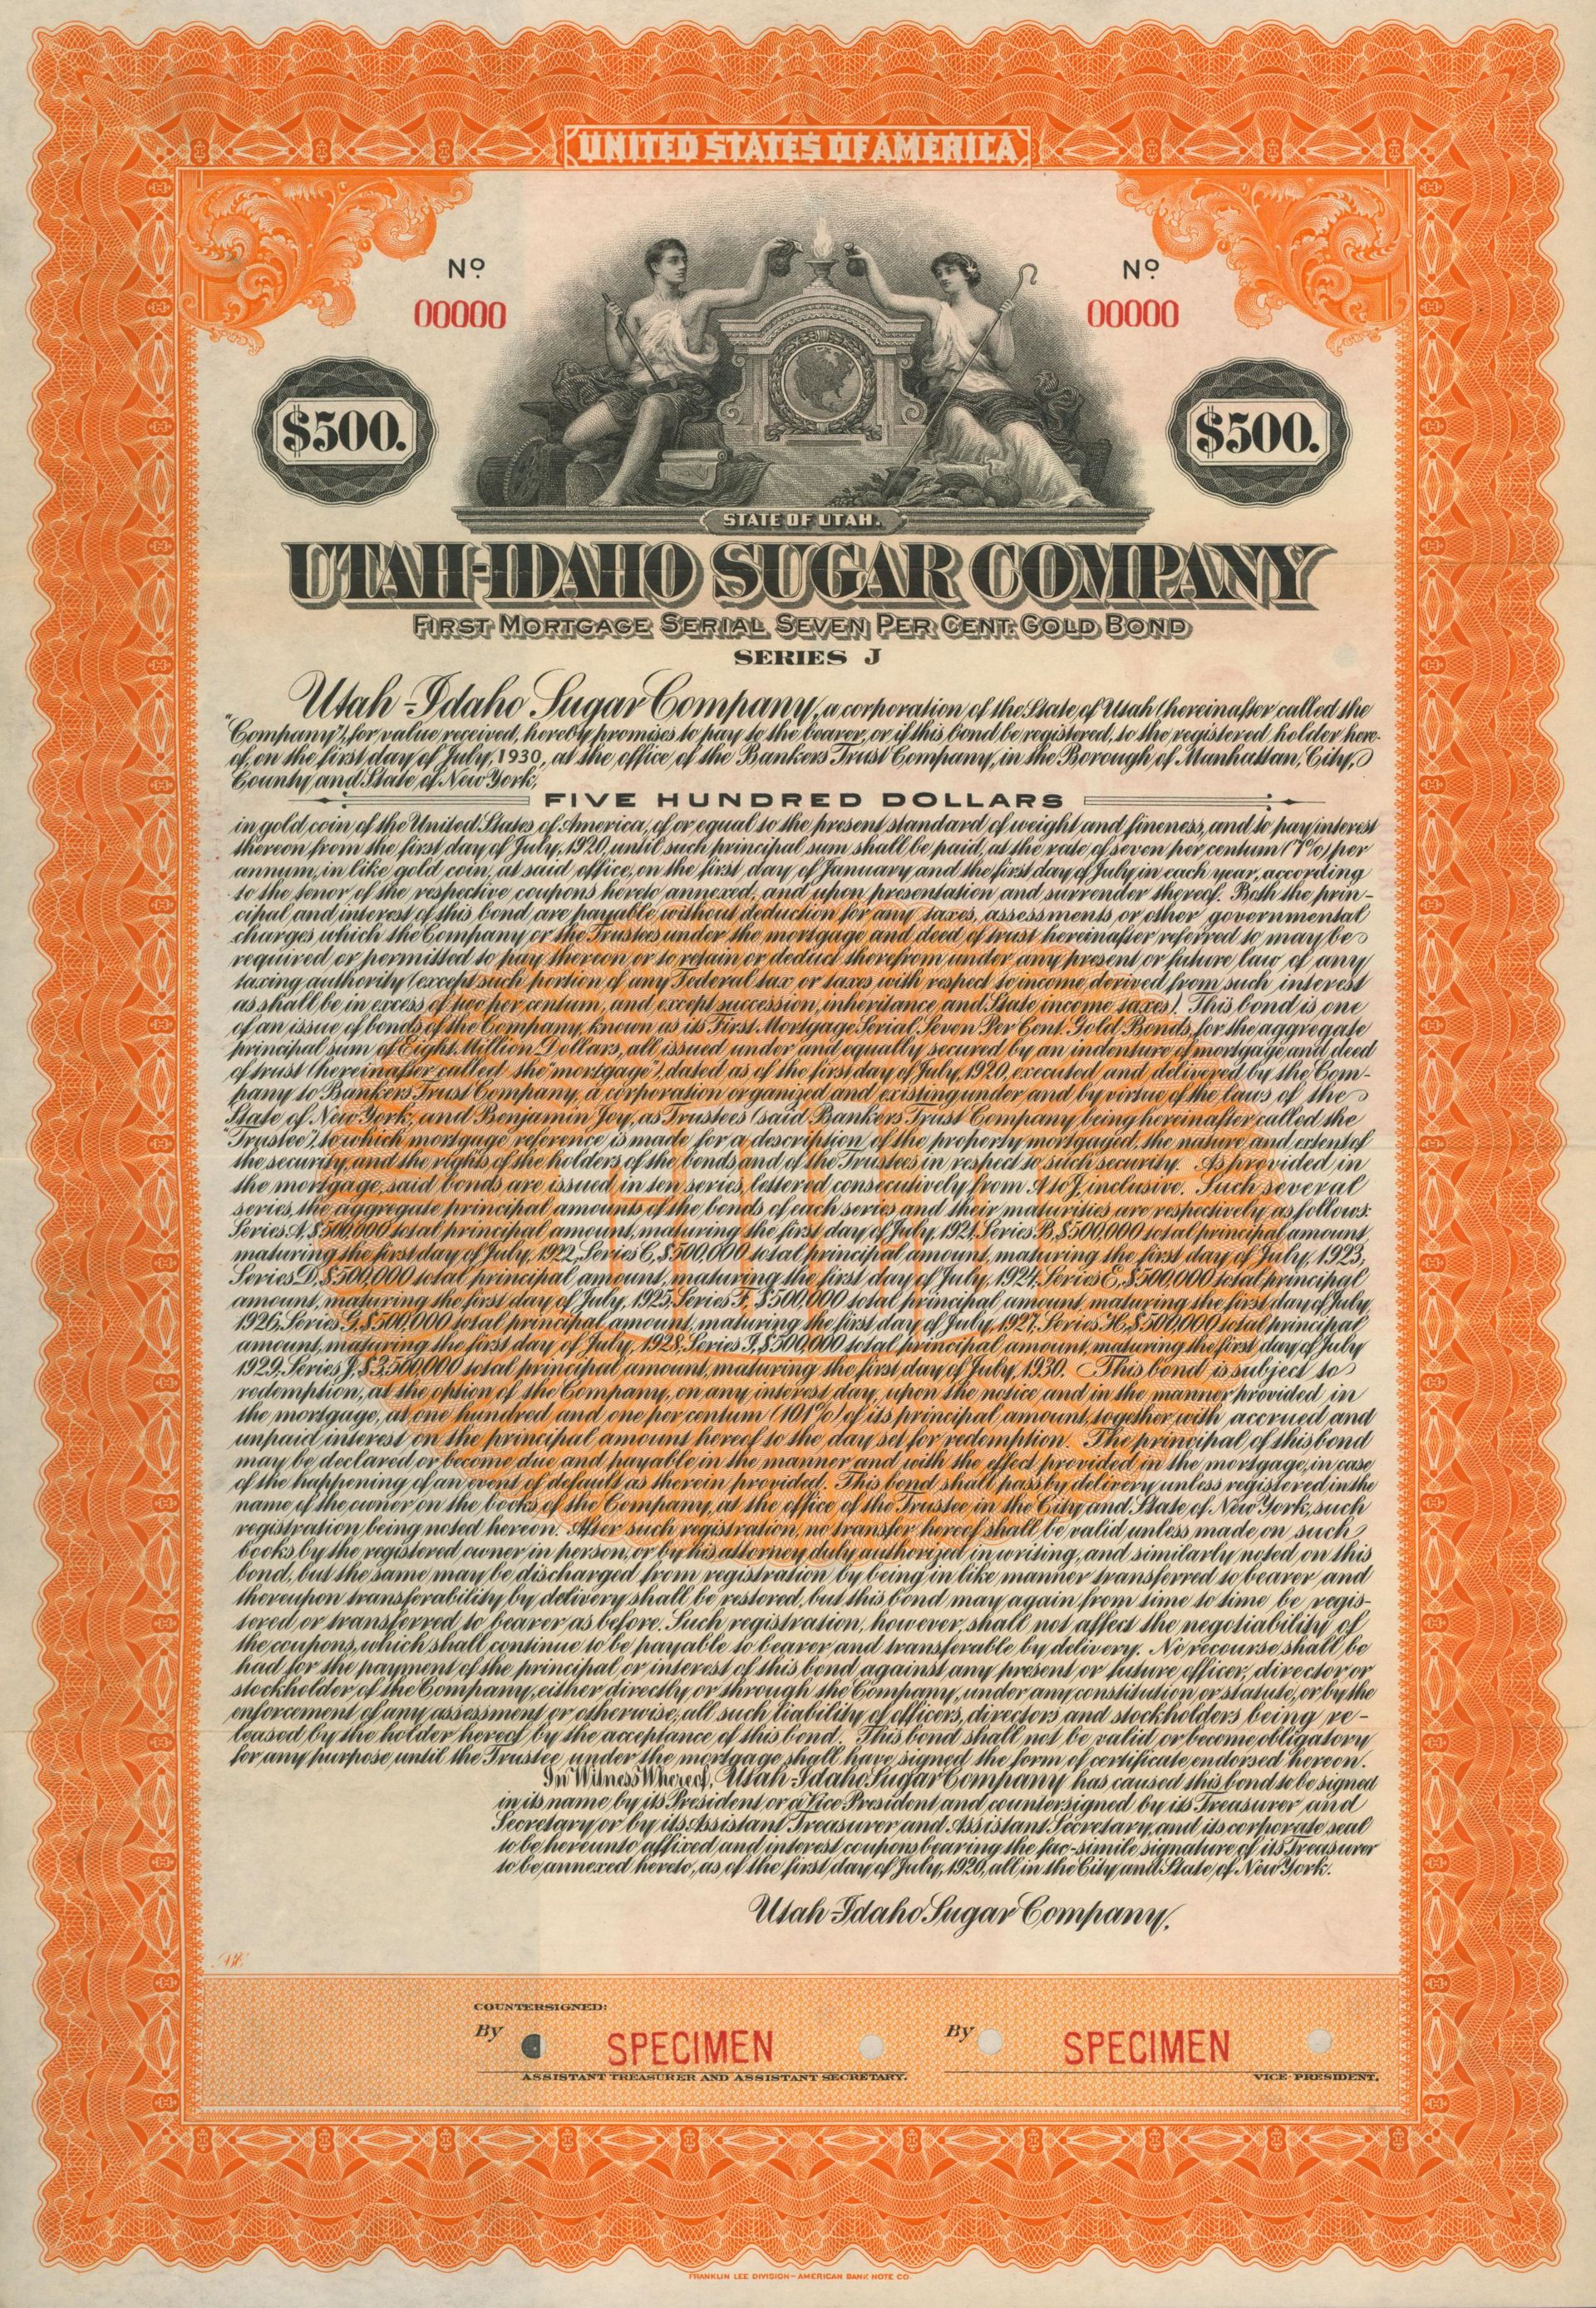 UNITED STATES OF AMERICA
Nº
00000
Nº
00000
$500.
$500.
STATE OF UTAH.
UTAH-IDAHO SUGAR COMPANY
FIRST MORTGAGE SERIAL SEVEN PER CENT. GOLD BOND
SERIES J
Utah-Idaho Sugar Company, a corporation of the State of Utah (hereinafter called the
"Company"), for value received, hereby promises to pay to the bearer, or if this bond be registered, to the registered holder here-
of, on the first day of July, 1930, at the office of the Bankers Trust Company, in the Borough of Manhattan, City,
County and State of New York,
FIVE HUNDRED DOLLARS
in gold coin of the United States of America, of or equal to the present standard of weight and fineness, and to pay interest
thereon from the first day of July, 1920, until such principal sum shall be paid, at the rate of seven per centum (7%) per
annum, in like gold coin, at said office, on the first day of January and the first day of July in each year, according
to the tenor of the respective coupons hereto annexed, and upon presentation and surrender thereof. Both the prin-
cipal and interest of this bond are payable without deduction for any taxes, assessments or other governmental
charges which the Company or the Trustees under the mortgage and deed of trust hereinafter referred to may be
required or permitted to pay thereon or to retain or deduct therefrom under any present or future law of any
taxing authority (except such portion of any Federal tax or taxes with respect to income derived from such interest
as shall be in excess of two per centum, and except succession, inheritance and State income taxes). This bond is one
of an issue of bonds of the Company, known as its First Mortgage Serial Seven Per Cent. Gold Bonds, for the aggregate
principal sum of Eight Million Dollars, all issued under and equally secured by an indenture of mortgage and deed
of trust (hereinafter called the "mortgage"), dated as of the first day of July, 1920, executed and delivered by the Com-
pany to Bankers Trust Company, a corporation organized and existing under and by virtue of the laws of the
State of New York, and Benjamin Joy, as Trustees (said Bankers Trust Company being hereinafter called the
"Trustee"), to which mortgage reference is made for a description of the property mortgaged, the nature and extent of
the security, and the rights of the holders of the bonds and of the Trustees in respect to such security. As provided in
the mortgage, said bonds are issued in ten series, lettered consecutively from A to J, inclusive. Such several
series, the aggregate principal amounts of the bonds of each series and their maturities are respectively as follows:
Series A, $500,000 total principal amount, maturing the first day of July, 1921, Series B, $500,000 total principal amount,
maturing the first day of July, 1922, Series C, $500,000 total principal amount, maturing the first day of July, 1923,
Series D, $500,000 total principal amount, maturing the first day of July, 1924, Series E, $500,000 total principal
amount, maturing the first day of July, 1925, Series F, $500,000 total principal amount, maturing the first day of July,
1926, Series G, $500,000 total principal amount, maturing the first day of July, 1927, Series H, $500,000 total principal
amount, maturing the first day of July, 1928, Series I, $500,000 total principal amount, maturing the first day of July
1929, Series J, $3,500,000 total principal amount, maturing the first day of July, 1930. This bond is subject to
redemption, at the option of the Company, on any interest day, upon the notice and in the manner provided in
the mortgage, at one hundred and one per centum (101%) of its principal amount, together with accrued and
unpaid interest on the principal amount hereof to the day set for redemption. The principal of this bond
may be declared or become due and payable in the manner and with the effect provided in the mortgage, in case
of the happening of an event of default as therein provided. This bond shall pass by delivery unless registered in the
name of the owner on the books of the Company, at the office of the Trustee in the City and State of New York, such
registration being noted hereon. After such registration, no transfer hereof shall be valid unless made on such
books by the registered owner in person, or by his attorney duly authorized in writing, and similarly noted on this
bond, but the same may be discharged from registration by being in like manner transferred to bearer and
thereupon transferability by delivery shall be restored, but this bond may again from time to time be regis-
tered or transferred to bearer as before. Such registration, however, shall not affect the negotiability of
the coupons, which shall continue to be payable to bearer and transferable by delivery. No recourse shall be
had for the payment of the principal or interest of this bond against any present or future officer, director or
stockholder of the Company, either directly or through the Company, under any constitution or statute, or by the
enforcement of any assessment or otherwise, all such liability of officers, directors and stockholders being re-
leased by the holder hereof by the acceptance of this bond. This bond shall not be valid or become obligatory
for any purpose until the Trustee under the mortgage shall have signed the form of certificate endorsed hereon.
In Witness Whereof, Utah-Idaho Sugar Company has caused this bond to be signed
in its name by its President or a Vice President and countersigned by its Treasurer and
Secretary or by its Assistant Treasurer and Assistant Secretary, and its corporate seal
to be hereunto affixed and interest coupons bearing the fac-simile signature of its Treasurer
to be annexed hereto, as of the first day of July, 1920, all in the City and State of New York.
Utah-Idaho Sugar Company,
COUNTERSIGNED:
By SPECIMEN
ASSISTANT TREASURER AND ASSISTANT SECRETARY.
By SPECIMEN
VICE-PRESIDENT.
FRANKLIN LEE DIVISION-AMERICAN BANK NOTE CO.